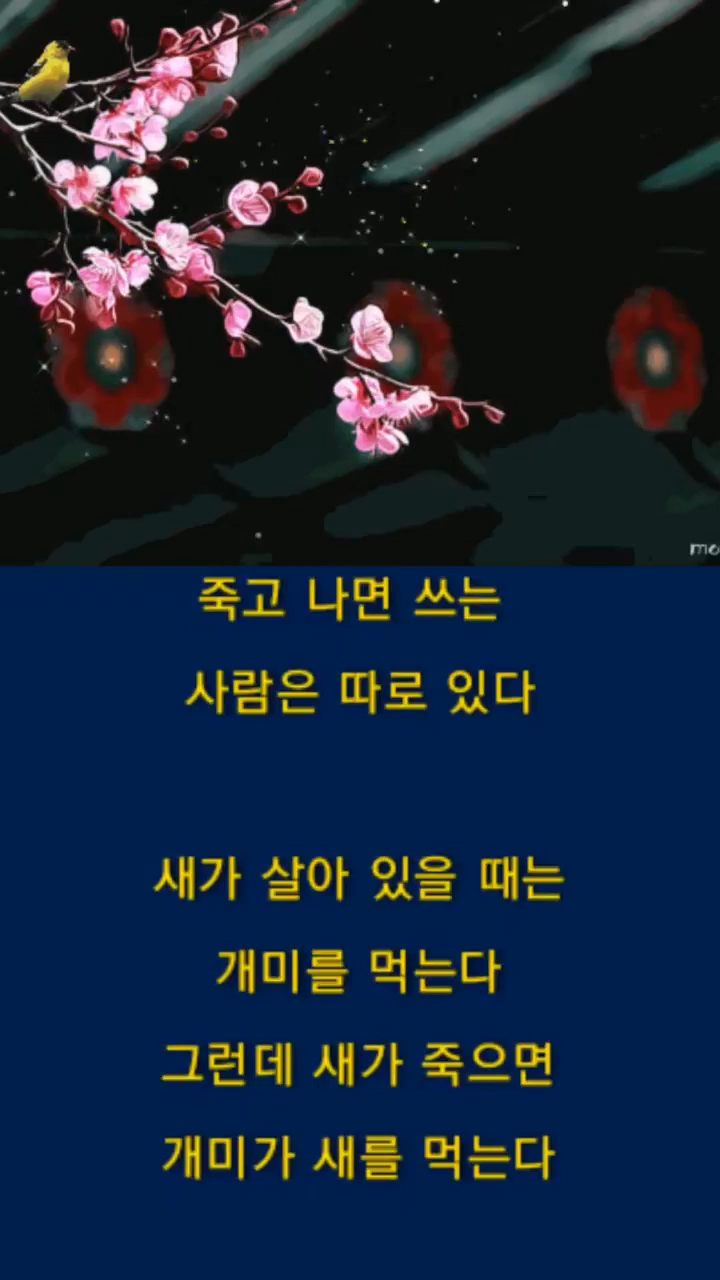 죽고 나면 쓰는
사람은 따로 있다
새가 살아 있을 때는
개미를 먹는다
그런데 새가 죽으면
개미가 새를 먹는다